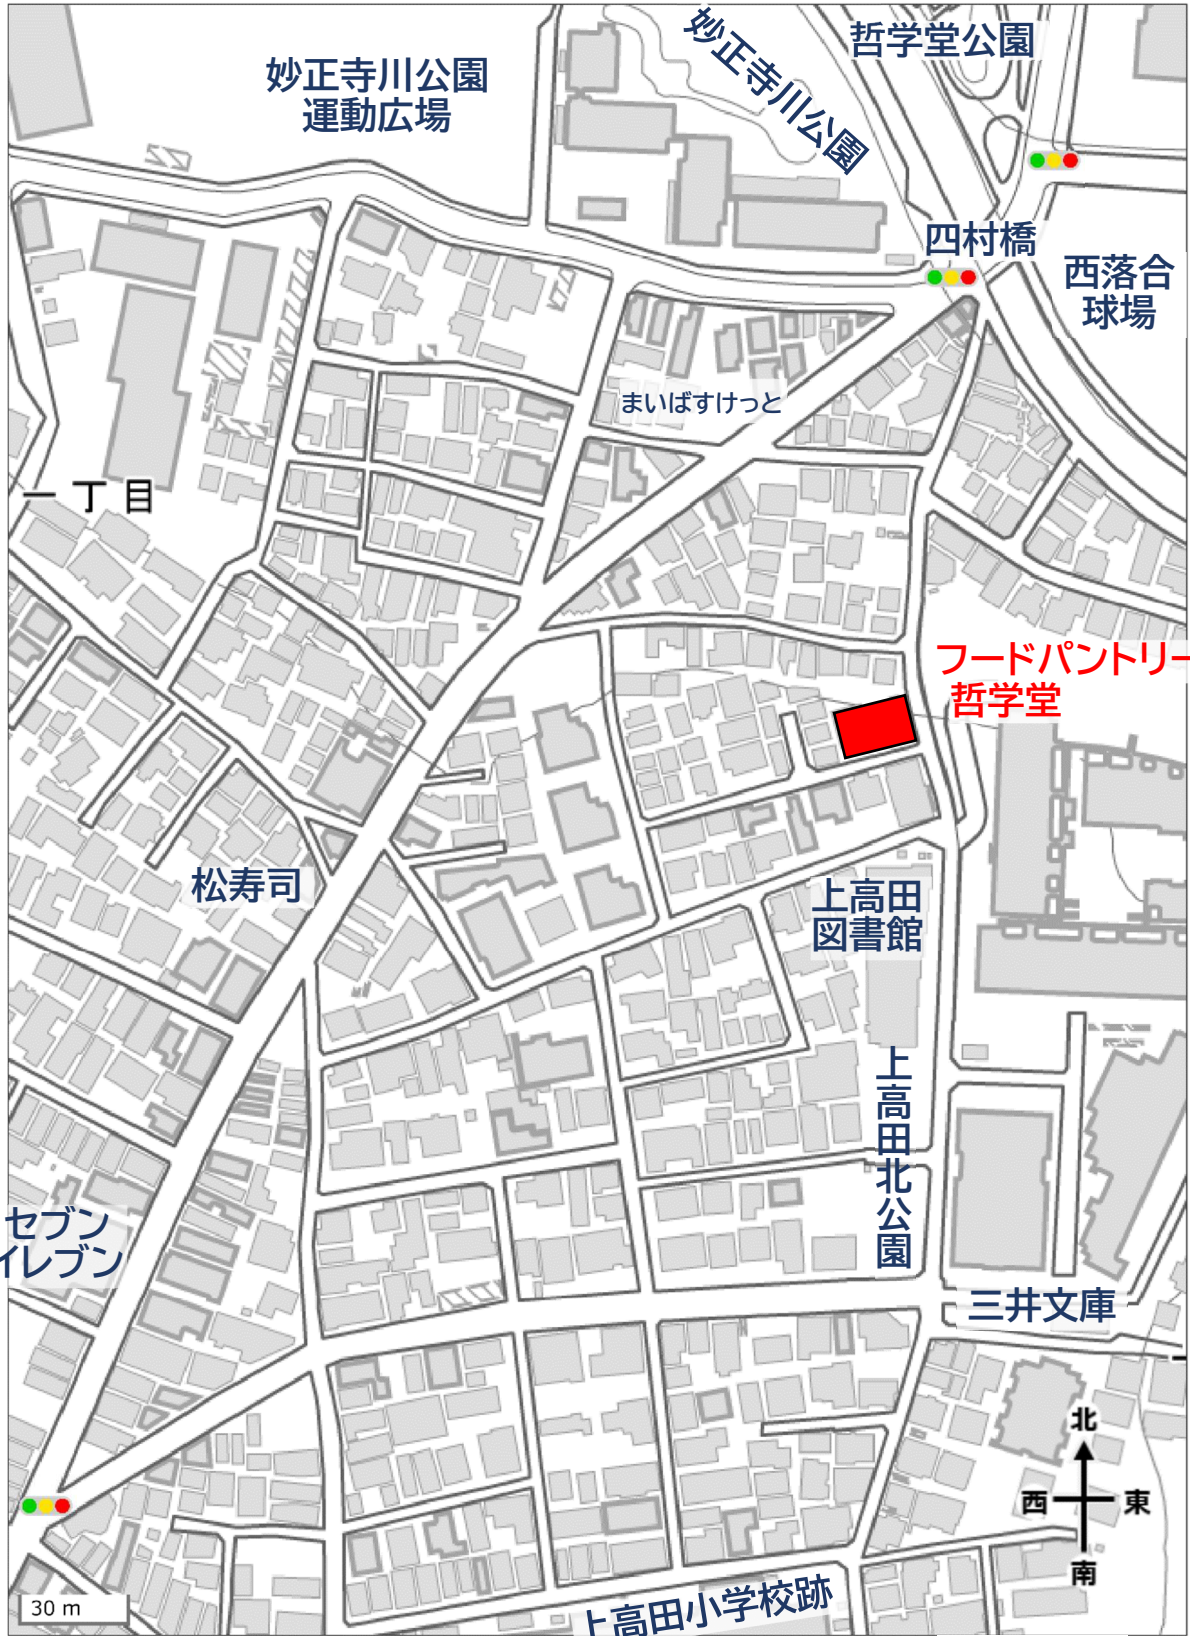 哲学堂公園
妙正寺川公園
妙正寺川公園
運動広場
四村橋
西落合
球場
まいばすけっと
一丁目
フードパントリー
哲学堂
松寿司
上高田
図書館
上高田北公園
セブン
イレブン
三井文庫
北
西
東
南
上高田小学校跡
30 m